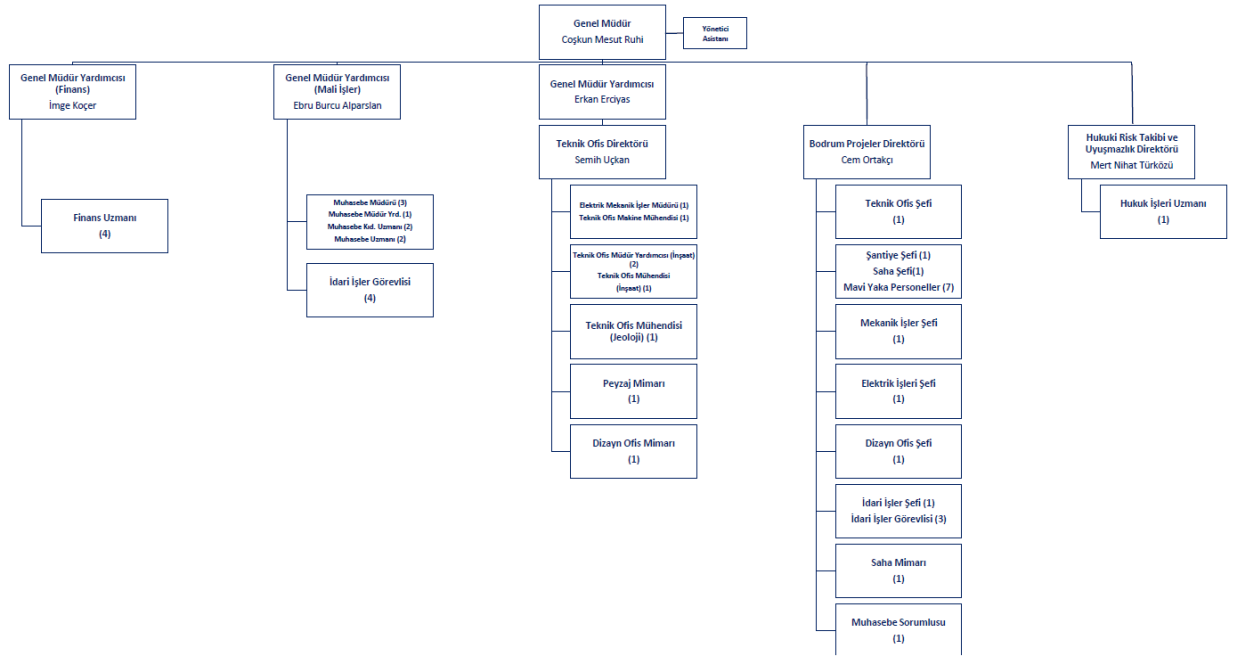 Genel Müdür
Coşkun Mesut Ruhi
Yönetici
Asistanı
Genel Müdür Yardımcısı
(Finans)
İmge Koçer
Genel Müdür Yardımcısı
(Mali İşler)
Ebru Burcu Alparslan
Genel Müdür Yardımcısı
Erkan Erciyas
Teknik Ofis Direktörü
Semih Uçkan
Bodrum Projeler Direktörü
Cem Ortakçı
Hukuki Risk Takibi ve
Uyuşmazlık Direktörü
Mert Nihat Türközü
Finans Uzmanı
(4)
Muhasebe Müdürü (3)
Muhasebe Müdür Yrd. (1)
Muhasebe Kıd. Uzmanı (2)
Muhasebe Uzmanı (2)
İdari İşler Görevlisi
(4)
Elektrik Mekanik İşler Müdürü (1)
Teknik Ofis Makine Mühendisi (1)
Teknik Ofis Müdür Yardımcısı (İnşaat)
(2)
Teknik Ofis Mühendisi
(İnşaat) (1)
Teknik Ofis Mühendisi
(Jeoloji) (1)
Peyzaj Mimarı
(1)
Dizayn Ofis Mimarı
(1)
Teknik Ofis Şefi
(1)
Şantiye Şefi (1)
Saha Şefi(1)
Mavi Yaka Personeller (7)
Mekanik İşler Şefi
(1)
Elektrik İşleri Şefi
(1)
Dizayn Ofis Şefi
(1)
İdari İşler Şefi (1)
İdari İşler Görevlisi (3)
Saha Mimarı
(1)
Muhasebe Sorumlusu
(1)
Hukuk İşleri Uzmanı
(1)